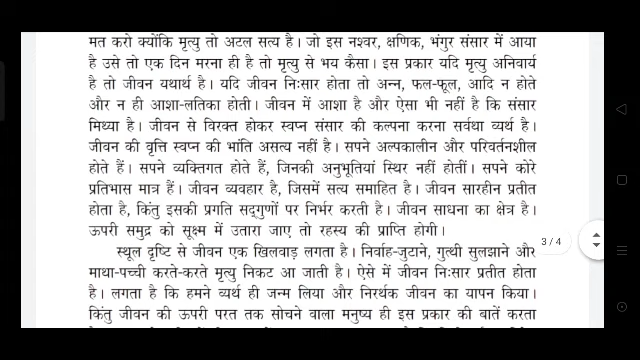 मत करो क्योंकि मृत्यु तो अटल सत्य है। जो इस नश्वर, क्षणिक, भंगुर संसार में आया
है उसे तो एक दिन मरना ही है तो मृत्यु से भय कैसा। इस प्रकार यदि मृत्यु अनिवार्य
है तो जीवन यथार्थ है। यदि जीवन निःसार होता तो अन्न, फल-फूल, आदि न होते
और न ही आशा-लतिका होती। जीवन में आशा है और ऐसा भी नहीं है कि संसार
मिथ्या है। जीवन से विरक्त होकर स्वप्न संसार की कल्पना करना सर्वथा व्यर्थ है।
जीवन की वृत्ति स्वप्न की भांति असत्य नहीं है। सपने अल्पकालीन और परिवर्तनशील
होते हैं। सपने व्यक्तिगत होते हैं, जिनकी अनुभूतियां स्थिर नहीं होतीं। सपने कोरे
प्रतिभास मात्र हैं। जीवन व्यवहार है, जिसमें सत्य समाहित है। जीवन सारहीन प्रतीत
होता है, किंतु इसकी प्रगति सद्गुणों पर निर्भर करती है। जीवन साधना का क्षेत्र है।
ऊपरी समुद्र को सूक्ष्म में उतारा जाए तो रहस्य की प्राप्ति होगी।
3/4
स्थूल दृष्टि से जीवन एक खिलवाड़ लगता है। निर्वाह-जुटाने, गुत्थी सुलझाने और
माथा-पच्ची करते-करते मृत्यु निकट आ जाती है। ऐसे में जीवन निःसार प्रतीत होता
है। लगता है कि हमने व्यर्थ ही जन्म लिया और निरर्थक जीवन का यापन किया।
किंतु जीवन की ऊपरी परत तक सोचने वाला मनुष्य ही इस प्रकार की बातें करता